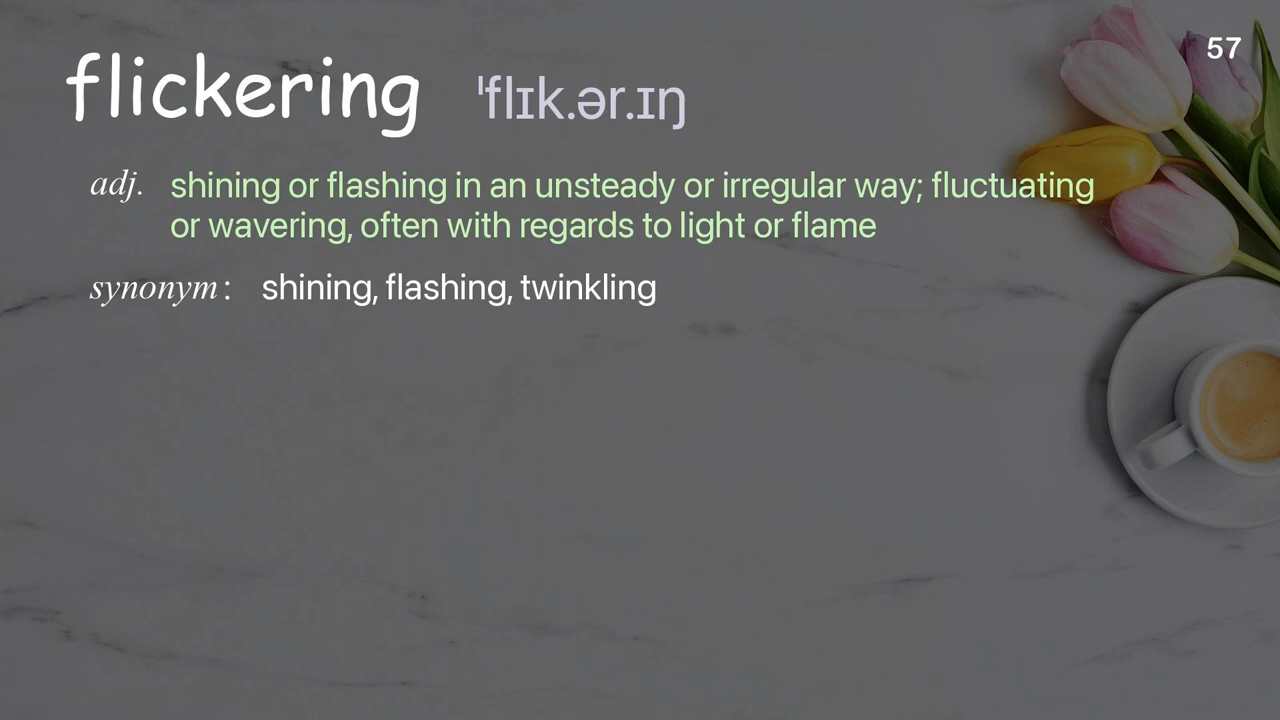 57
flickering ˈflɪk.ər.ɪŋ
adj. shining or flashing in an unsteady or irregular way; fluctuating
or wavering, often with regards to light or flame
synonym : shining, flashing, twinkling